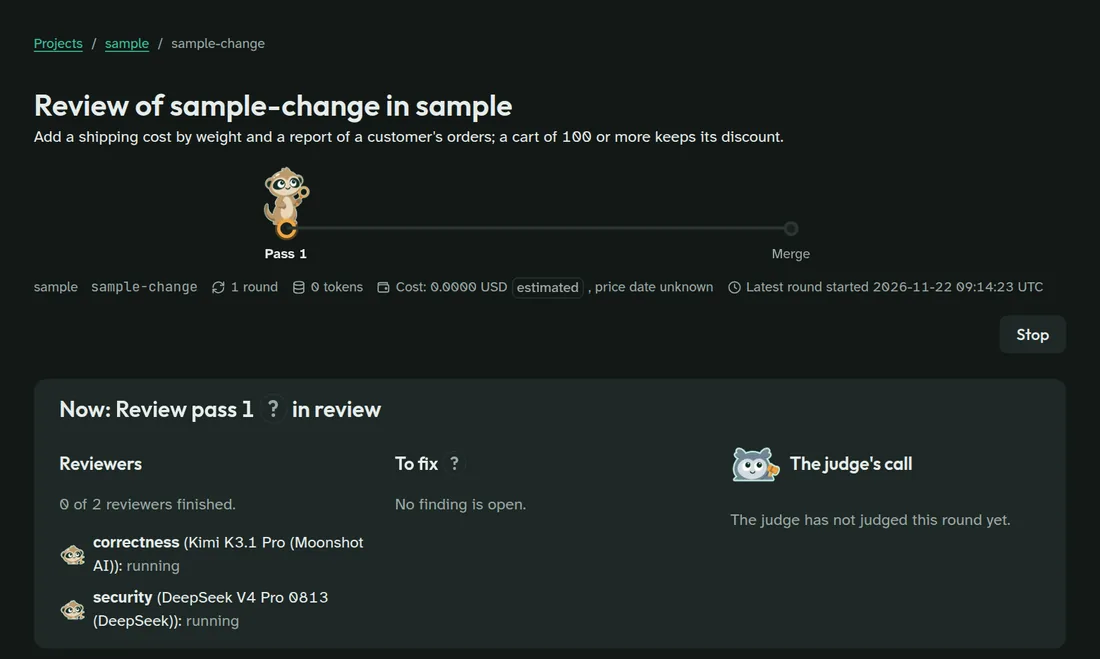 Projects / sample / sample-change
Review of sample-change in sample
Add a shipping cost by weight and a report of a customer's orders; a cart of 100 or more keeps its discount.
Pass 1
Merge
sample sample-change 1 round 0 tokens Cost: 0.0000 USD estimated , price date unknown Latest round started 2026-11-22 09:14:23 UTC
Stop
Now: Review pass 1 ? in review
Reviewers
0 of 2 reviewers finished.
correctness (Kimi K3.1 Pro (Moonshot
AI)): running
security (DeepSeek V4 Pro 0813
(DeepSeek)): running
To fix ?
No finding is open.
The judge's call
The judge has not judged this round yet.